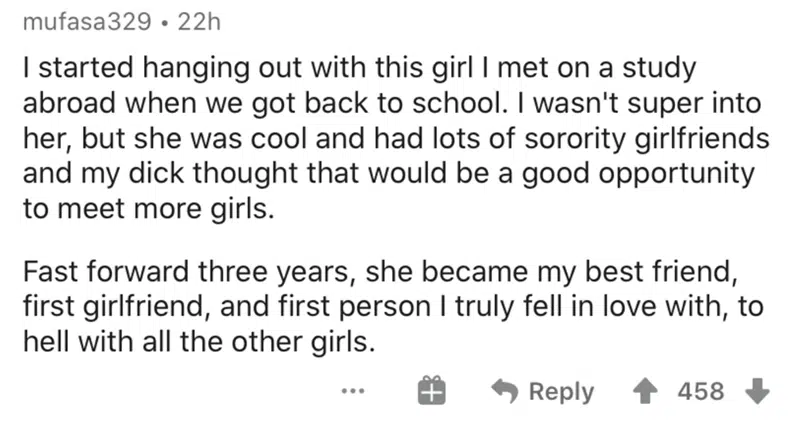 mufasa329 • 22h
I started hanging out with this girl I met on a study
abroad when we got back to school. I wasn't super into
her, but she was cool and had lots of sorority girlfriends
and my dick thought that would be a good opportunity
to meet more girls.
Fast forward three years, she became my best friend,
first girlfriend, and first person I truly fell in love with, to
hell with all the other girls.
Reply 458